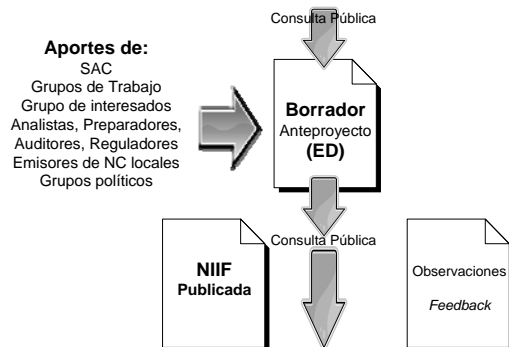 Consulta Pública
Aportes de:
SAC
Grupos de Trabajo
Grupo de interesados
Analistas, Preparadores,
Auditores, Reguladores
Emisores de NC locales
Grupos políticos
Borrador
Anteproyecto
(ED)
Consulta Pública
NIIF
Publicada
Observaciones
Feedback